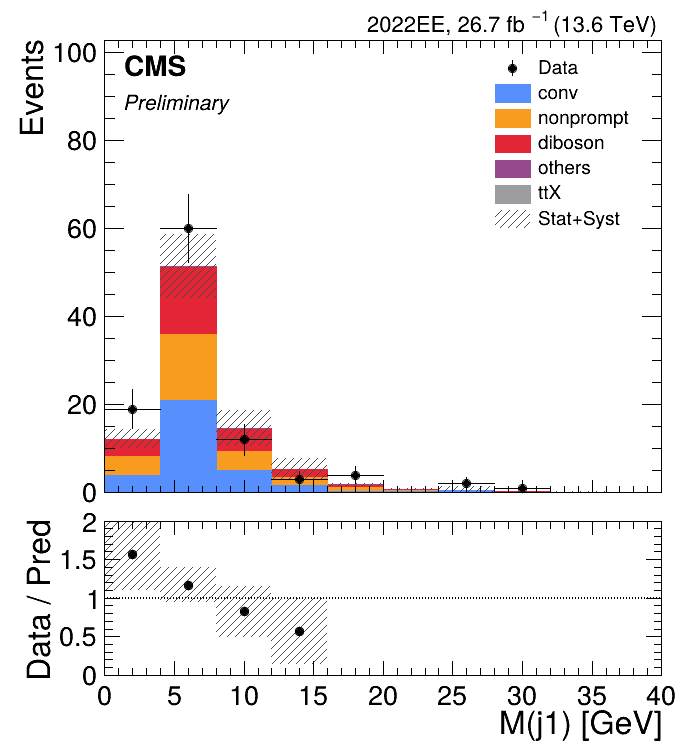 2022EE, 26.7 fb⁻¹ (13.6 TeV)
CMS
Preliminary
Data
conv
nonprompt
diboson
others
ttX
Stat+Syst
Events
100
80
60
40
20
0
Data / Pred
2
1.5
1
0.5
0
0 5 10 15 20 25 30 35 40
M(j1) [GeV]